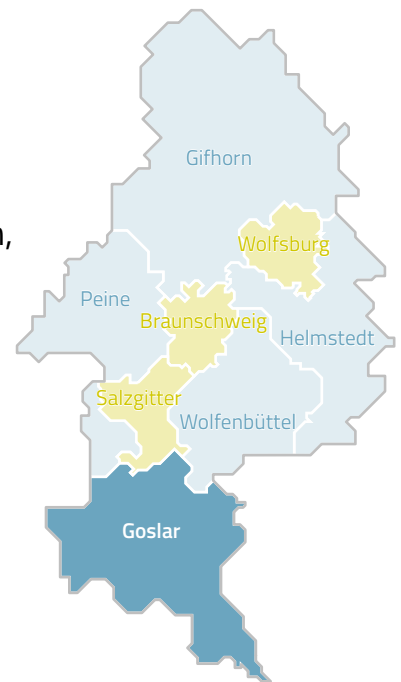 Gifhorn
,
Wolfsburg
Peine
Braunschweig
Helmstedt
Salzgitter
Wolfenbüttel
Goslar